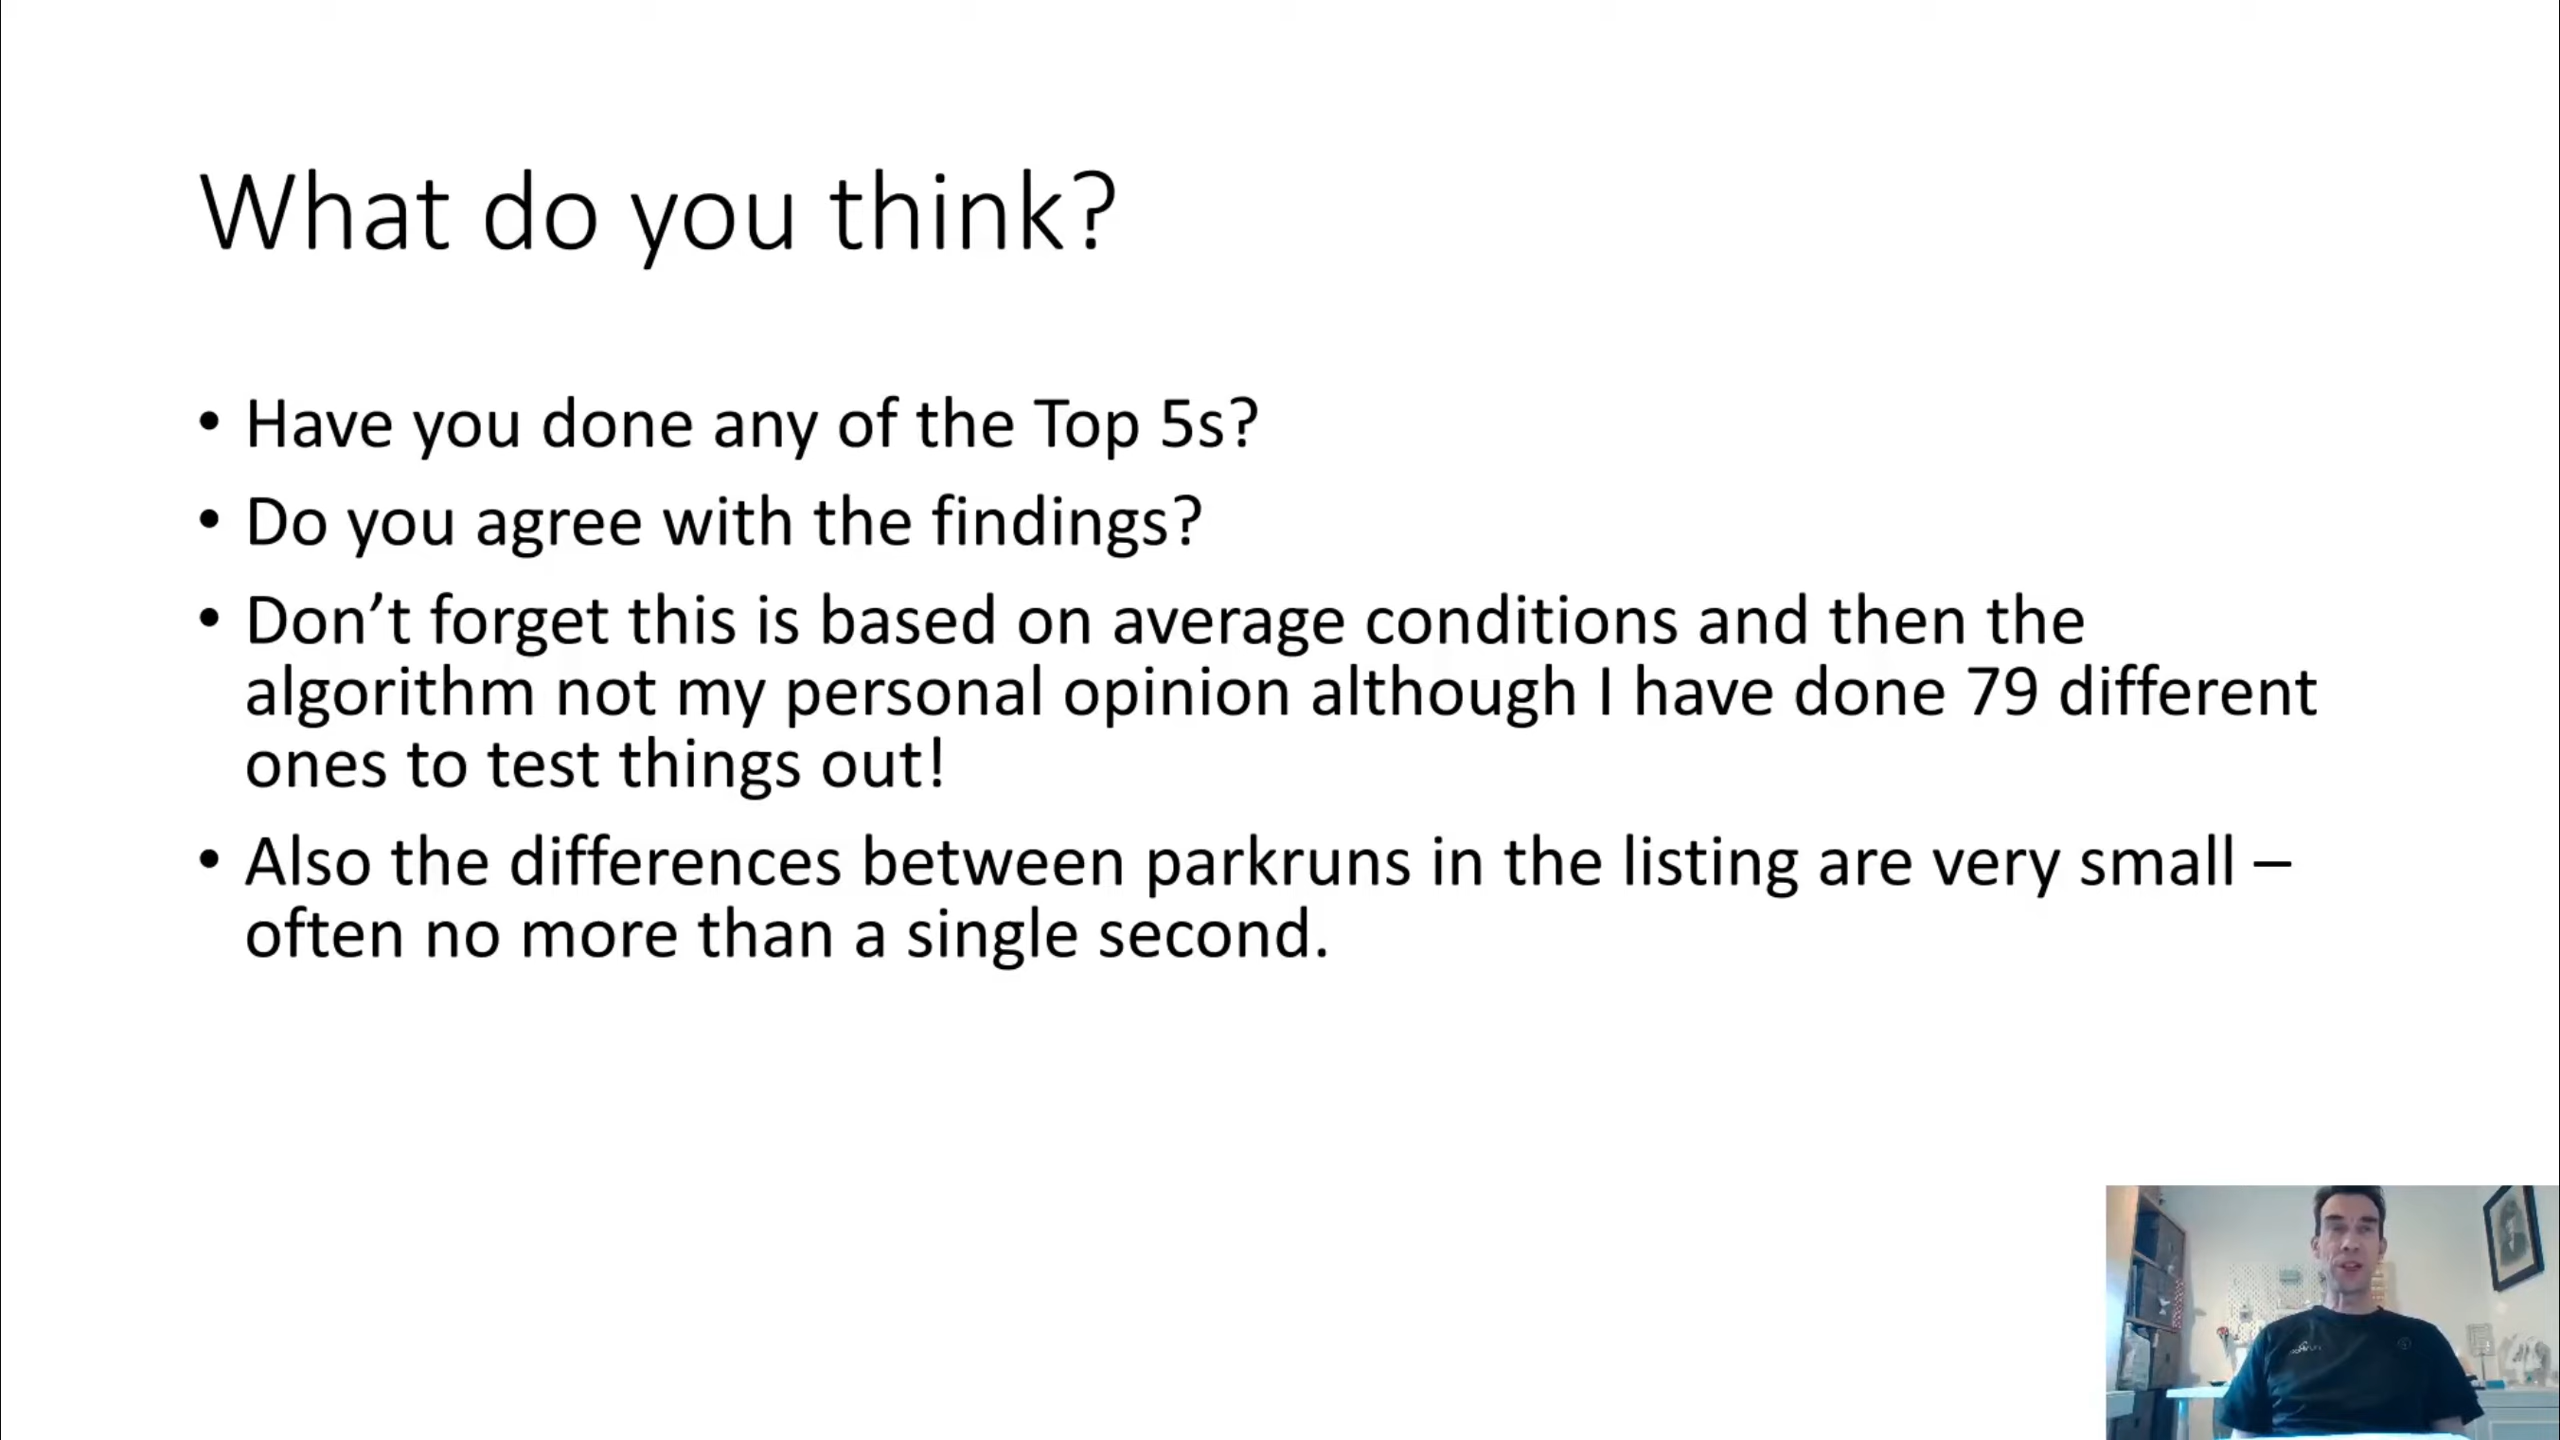 What do you think?
• Have you done any of the Top 5s?
• Do you agree with the findings?
• Don’t forget this is based on average conditions and then the
algorithm not my personal opinion although I have done 79 different
ones to test things out!
• Also the differences between parkruns in the listing are very small –
often no more than a single second.